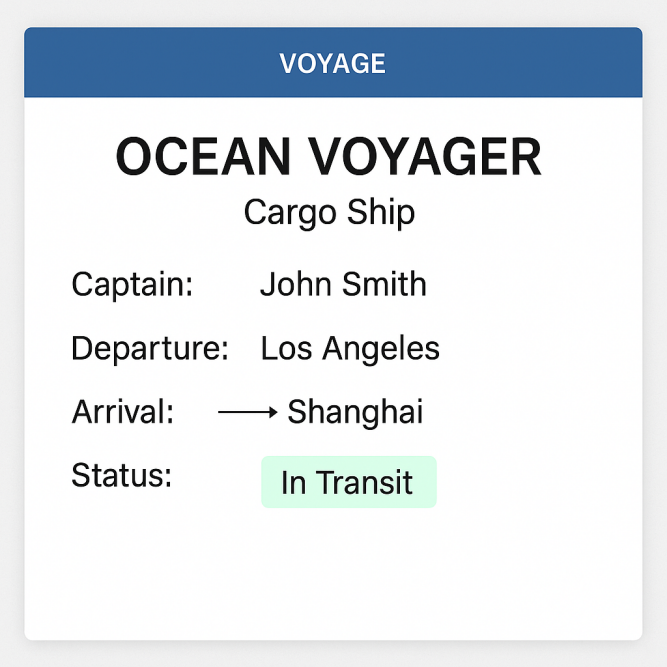 VOYAGE
OCEAN VOYAGER
Cargo Ship
Captain: John Smith
Departure: Los Angeles
Arrival: → Shanghai
Status: In Transit